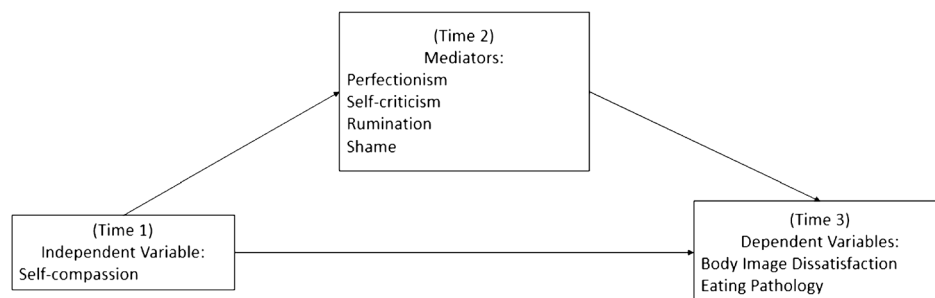 (Time 2)
Mediators:
Perfectionism
Self-criticism
Rumination
Shame
(Time 1)
Independent Variable:
Self-compassion
(Time 3)
Dependent Variables:
Body Image Dissatisfaction
Eating Pathology